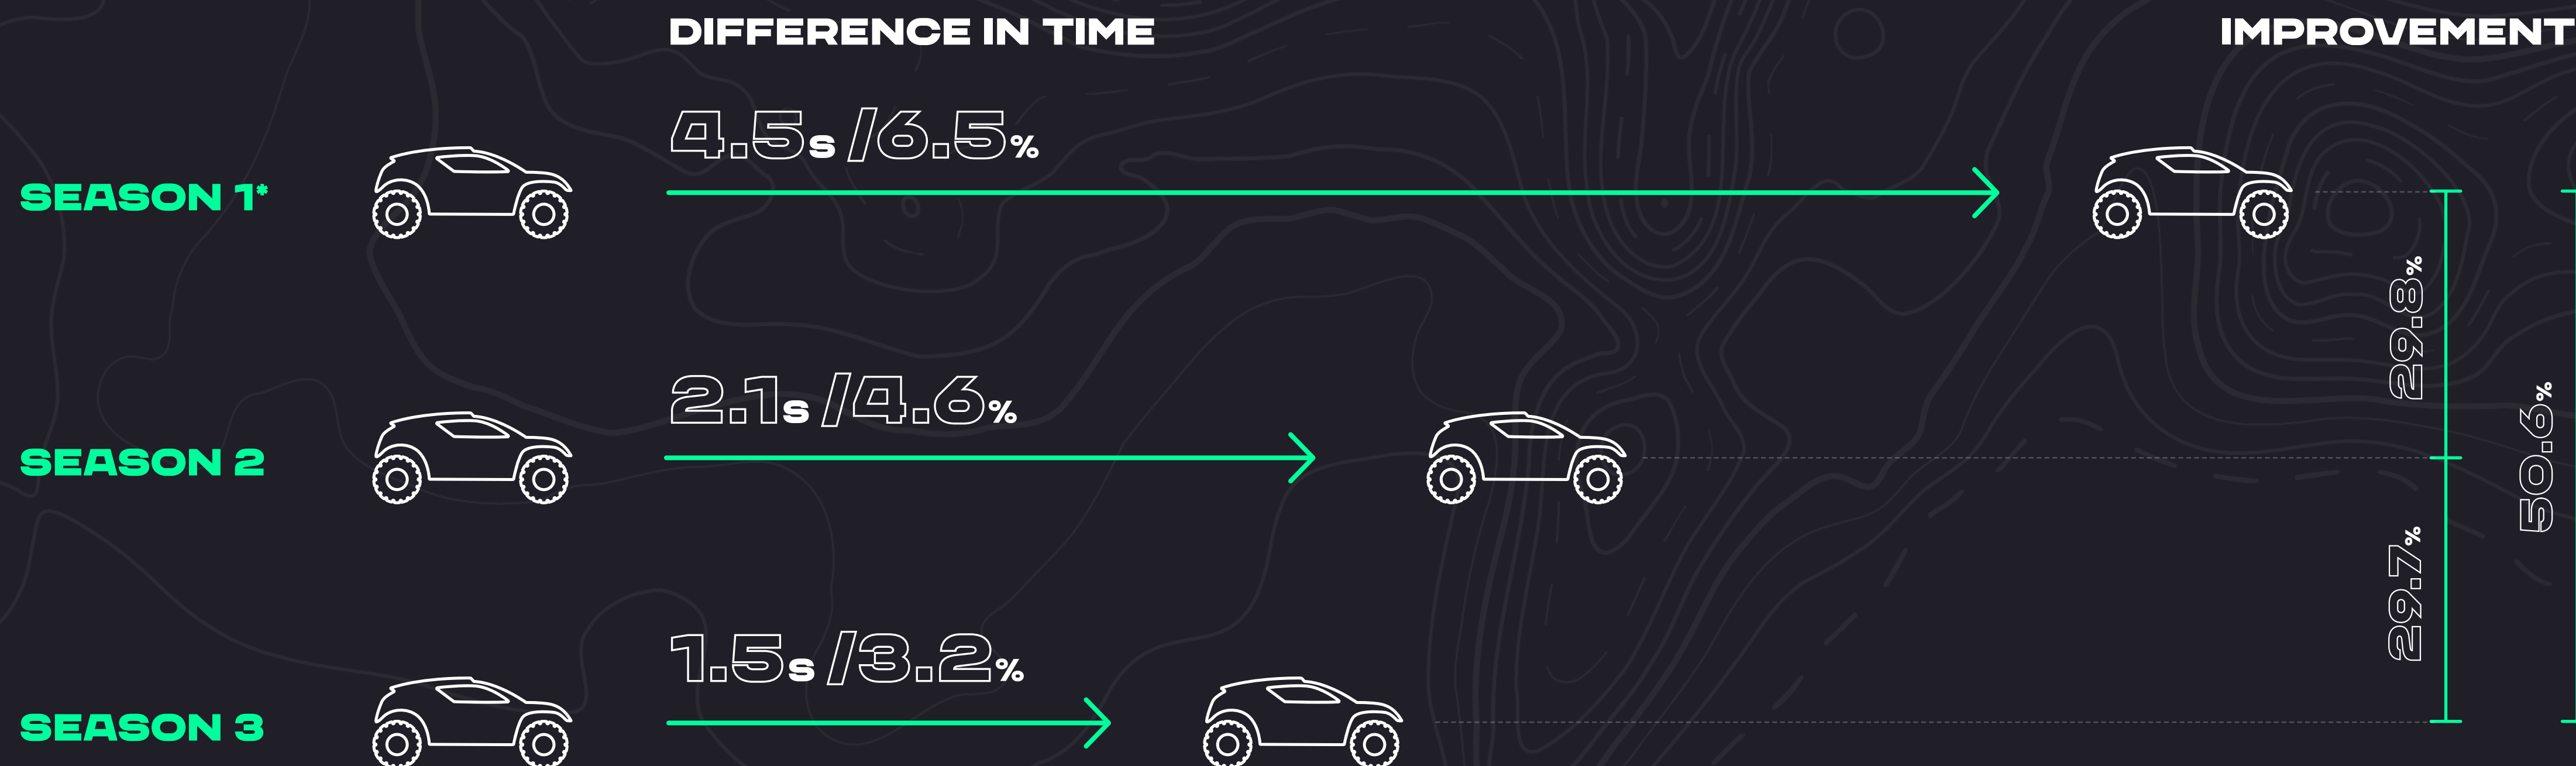 DIFFERENCE IN TIME
IMPROVEMENT
4.5s /6.5%
SEASON 1*
29.8%
2.1s /4.6%
SEASON 2
50.6%
29.7%
1.5s /3.2%
SEASON 3